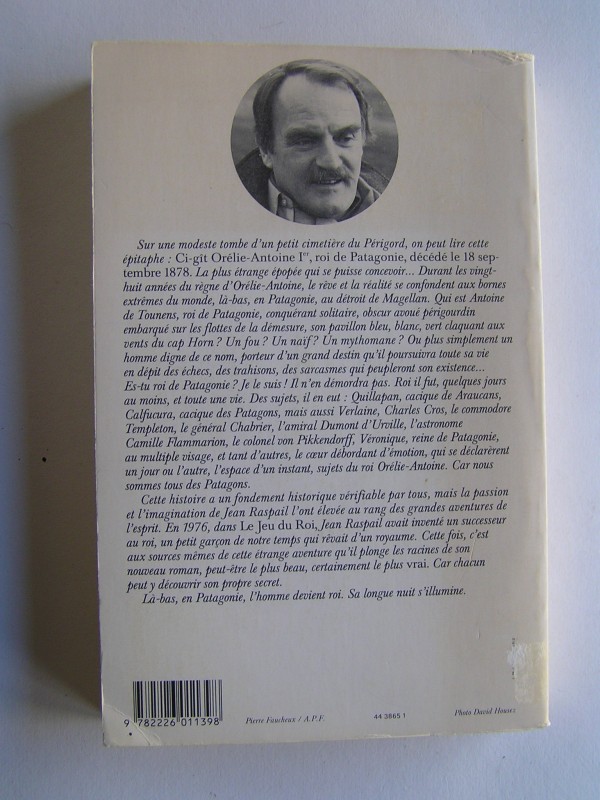 Sur une modeste tombe d'un petit cimetière du Périgord, on peut lire cette
épitaphe : Ci-gît Orélie-Antoine Ier, roi de Patagonie, décédé le 18 sep-
tembre 1878. La plus étrange épopée qui se puisse concevoir... Durant les vingt-
huit années du règne d'Orélie-Antoine, le rêve et la réalité se confondent aux bornes
extrêmes du monde, là-bas, en Patagonie, au détroit de Magellan. Qui est Antoine
de Tounens, roi de Patagonie, conquérant solitaire, obscur avoué périgourdin
embarqué sur les flottes de la démesure, son pavillon bleu, blanc, vert claquant aux
vents du cap Horn ? Un fou ? Un naïf ? Un mythomane ? Ou plus simplement un
homme digne de ce nom, porteur d'un grand destin qu'il poursuivra toute sa vie
en dépit des échecs, des trahisons, des sarcasmes qui peupleront son existence...
Es-tu roi de Patagonie ? Je le suis ! Il n'en démordra pas. Roi il fut, quelques jours
au moins, et toute une vie. Des sujets, il en eut : Quillapan, cacique de Araucans,
Calfucura, cacique des Patagons, mais aussi Verlaine, Charles Cros, le commodore
Templeton, le général Chabrier, l'amiral Dumont d'Urville, l'astronome
Camille Flammarion, le colonel von Pikkendorff, Véronique, reine de Patagonie,
au multiple visage, et tant d'autres, le cœur débordant d'émotion, qui se déclarèrent
un jour ou l'autre, l'espace d'un instant, sujets du roi Orélie-Antoine. Car nous
sommes tous des Patagons.
Cette histoire a un fondement historique vérifiable par tous, mais la passion
et l'imagination de Jean Raspail l'ont élevée au rang des grandes aventures de
l'esprit. En 1976, dans Le Jeu du Roi, Jean Raspail avait inventé un successeur
au roi, un petit garçon de notre temps qui rêvait d'un royaume. Cette fois, c'est
aux sources mêmes de cette étrange aventure qu'il plonge les racines de son
nouveau roman, peut-être le plus beau, certainement le plus vrai. Car chacun
peut y découvrir son propre secret.
Là-bas, en Patagonie, l'homme devient roi. Sa longue nuit s'illumine.
9 782226 011398
Pierre Faucheux / A.P.F.
44 3865 1
Photo David Houses